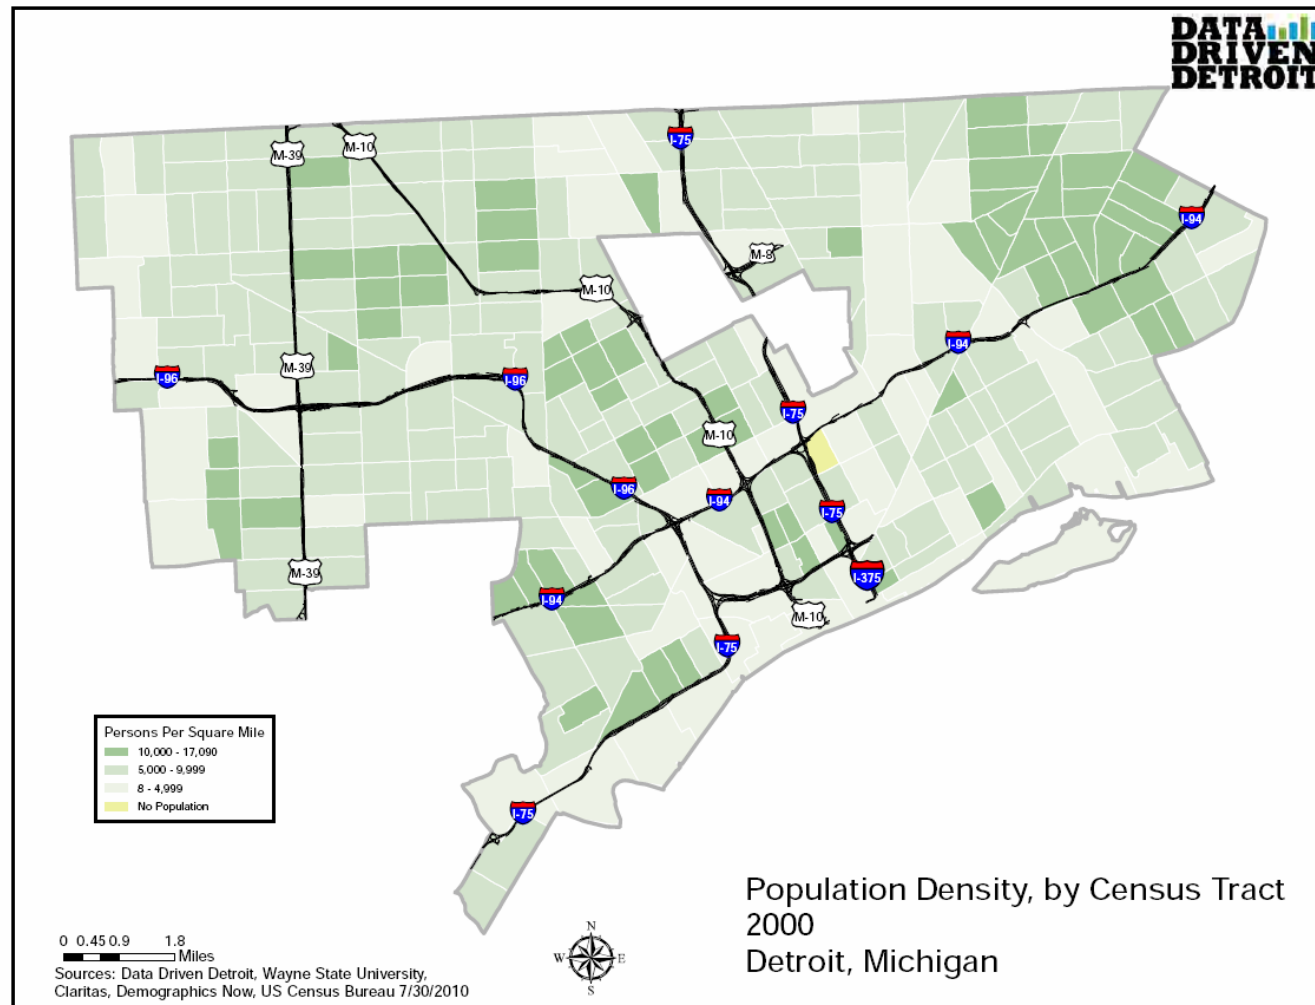 DATA
DRIVEN
DETROIT
M-39
M-10
I-75
I-94
M-8
M-10
I-94
M-39
I-96
I-96
I-75
M-10
I-96
I-94
I-75
M-39
I-375
I-94
M-10
I-75
I-75
Persons Per Square Mile
10,000 - 17,090
5,000 - 9,999
8 - 4,999
No Population
Population Density, by Census Tract
2000
Detroit, Michigan
0 0.45 0.9 1.8
Miles
N
W E
S
Sources: Data Driven Detroit, Wayne State University,
Claritas, Demographics Now, US Census Bureau 7/30/2010